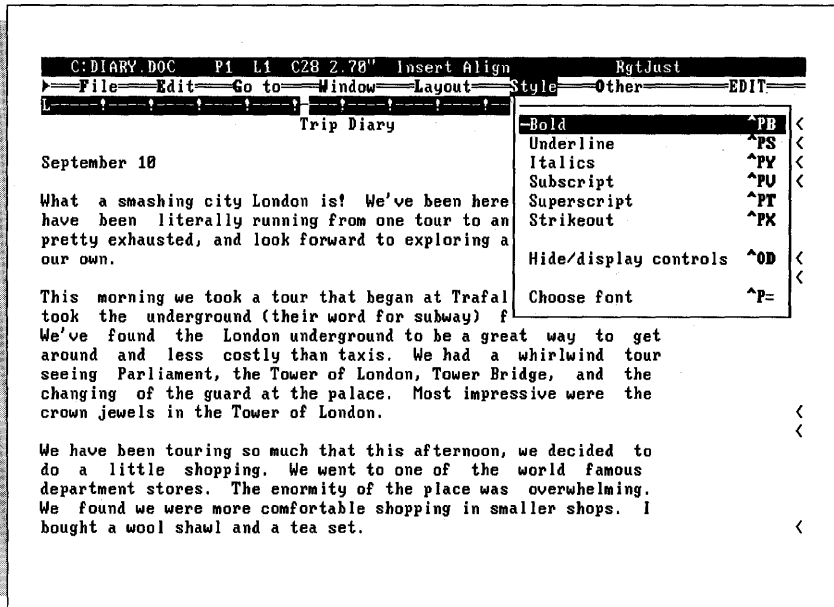 C:DIARY.DOC P1 L1 C28 2.70" Insert Align RgtJust
File Edit Go to Window Layout Style Other EDIT
L-----!-----!-----!-----!-----!-----!-----!-----!-
Trip Diary
Bold ^PB <
Underline ^PS <
September 10 Italics ^PY <
Subscript ^PV <
What a smashing city London is! We've been here Superscript ^PT
have been literally running from one tour to an Strikeout ^PX
pretty exhausted, and look forward to exploring a
our own. Hide/display controls ^OD <
<
This morning we took a tour that began at Trafal Choose font ^P=
took the underground (their word for subway) f
We've found the London underground to be a great way to get
around and less costly than taxis. We had a whirlwind tour
seeing Parliament, the Tower of London, Tower Bridge, and the
changing of the guard at the palace. Most impressive were the
crown jewels in the Tower of London. <
<
We have been touring so much that this afternoon, we decided to
do a little shopping. We went to one of the world famous
department stores. The enormity of the place was overwhelming.
We found we were more comfortable shopping in smaller shops. I
bought a wool shawl and a tea set. <